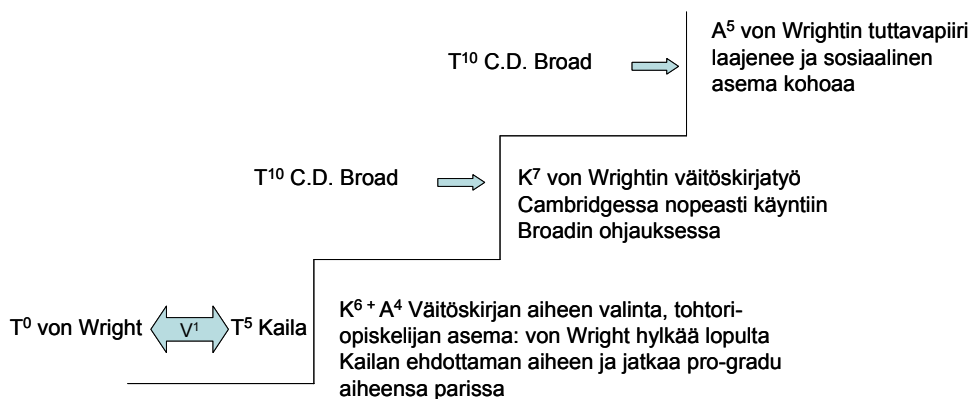 A⁵ von Wrightin tuttavapiiri
laajenee ja sosiaalinen
asema kohoaa
T¹⁰ C.D. Broad
T¹⁰ C.D. Broad
K⁷ von Wrightin väitöskirjatyö
Cambridgessa nopeasti käyntiin
Broadin ohjauksessa
T⁰ von Wright
V¹
T⁵ Kaila
K⁶ ⁺ A⁴ Väitöskirjan aiheen valinta, tohtori-
opiskelijan asema: von Wright hylkää lopulta
Kailan ehdottaman aiheen ja jatkaa pro-gradu
aiheensa parissa